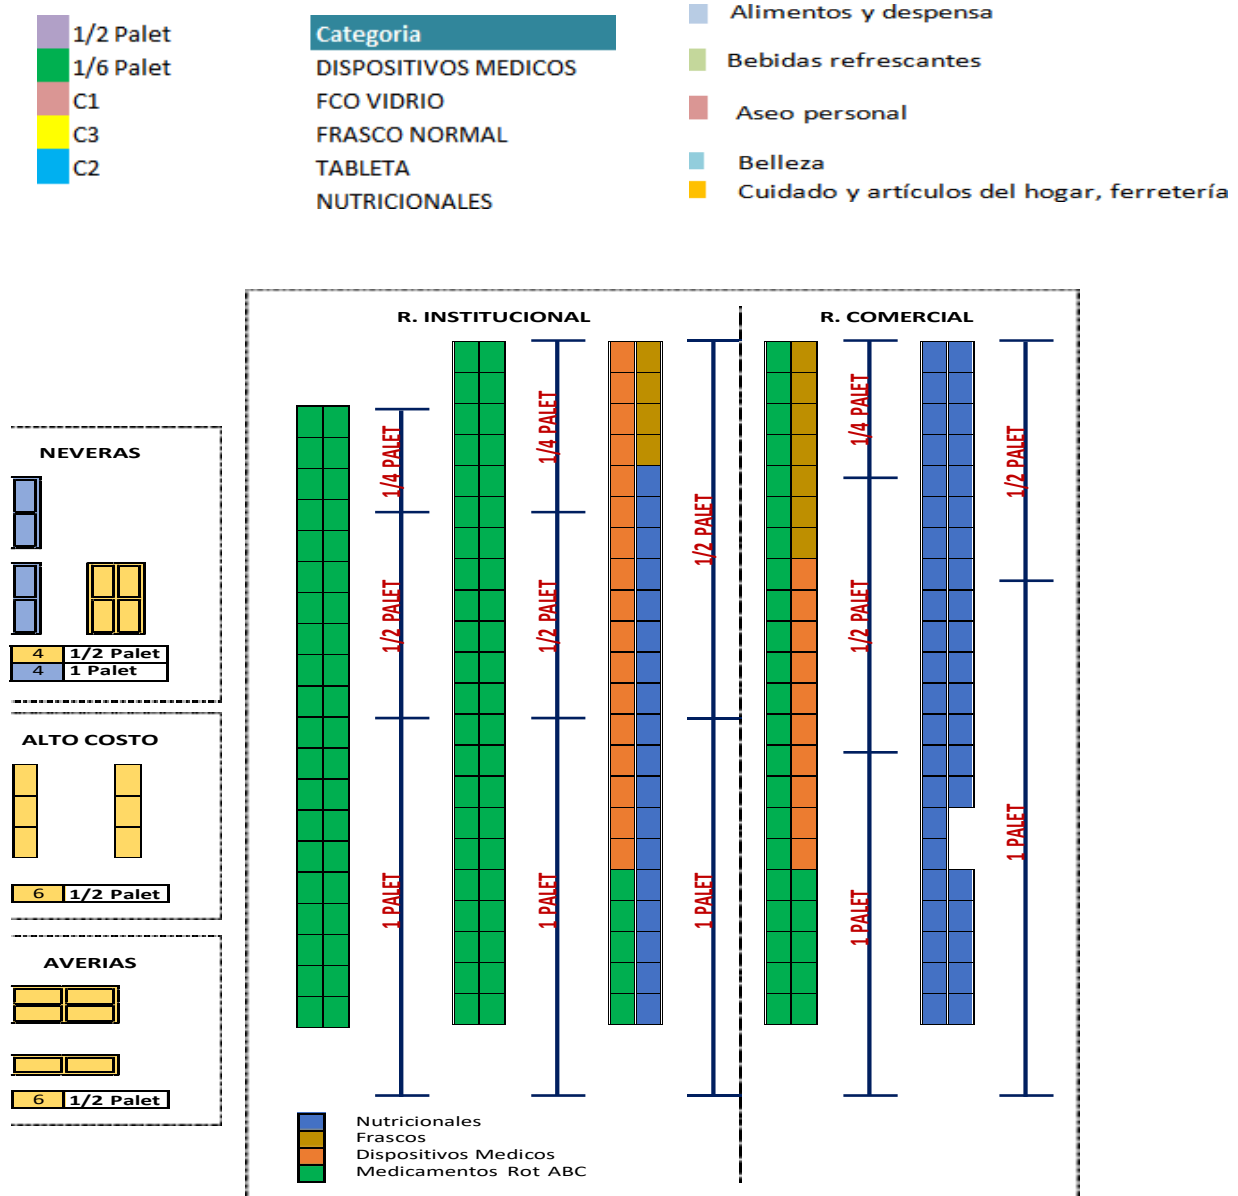 1/2 Palet
1/6 Palet
C1
C3
C2
Categoria
DISPOSITIVOS MEDICOS
FCO VIDRIO
FRASCO NORMAL
TABLETA
NUTRICIONALES
Alimentos y despensa
Bebidas refrescantes
Aseo personal
Belleza
Cuidado y artículos del hogar, ferretería
R. INSTITUCIONAL
R. COMERCIAL
NEVERAS
4 1/2 Palet
4 1 Palet
ALTO COSTO
6 1/2 Palet
AVERIAS
6 1/2 Palet
1/4 PALET
1/2 PALET
1 PALET
1/4 PALET
1/2 PALET
1 PALET
1/2 PALET
1 PALET
1/4 PALET
1/2 PALET
1 PALET
1/2 PALET
1 PALET
Nutricionales
Frascos
Dispositivos Medicos
Medicamentos Rot ABC